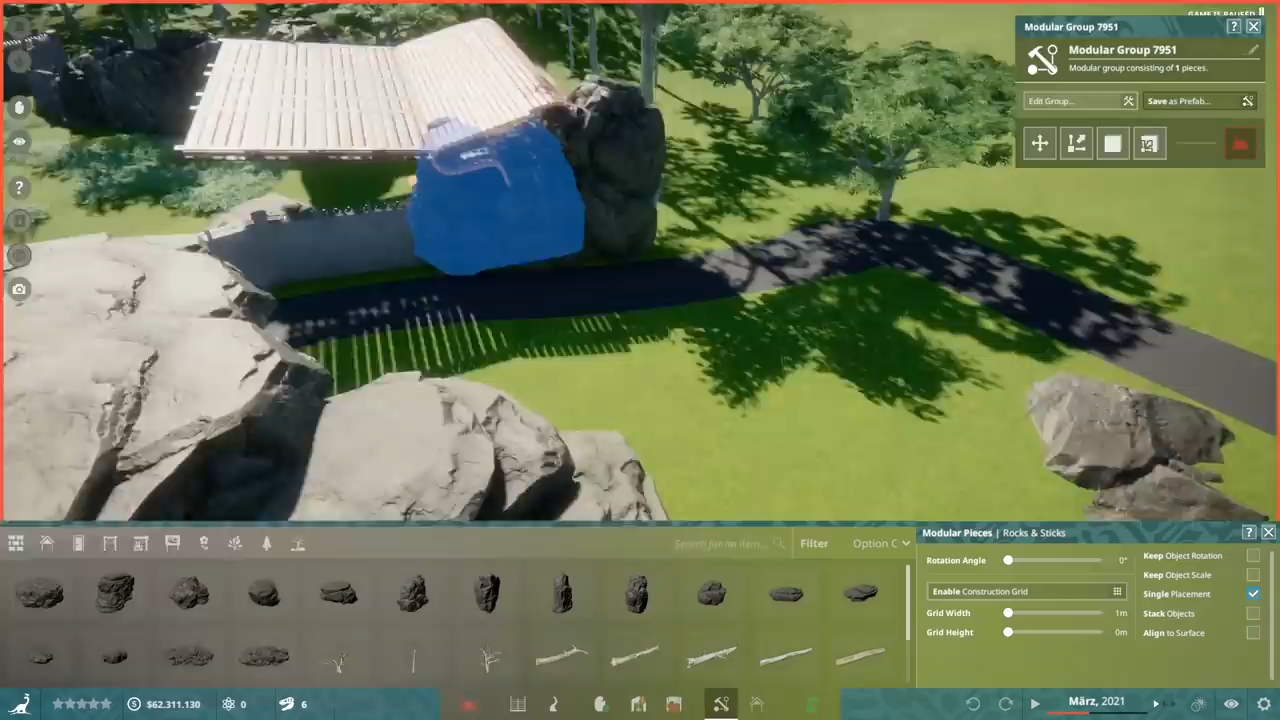 GAME IS PAUSED
Modular Group 7951
Modular Group 7951
Modular group consisting of 1 pieces.
Edit Group...
Save as Prefab...
Filter
Option C
Modular Pieces | Rocks & Sticks
Rotation Angle
0°
Keep Object Rotation
Keep Object Scale
Enable Construction Grid
Single Placement
Grid Width
1m
Stack Objects
Grid Height
0m
Align to Surface
$62.311.130
0
6
März, 2021